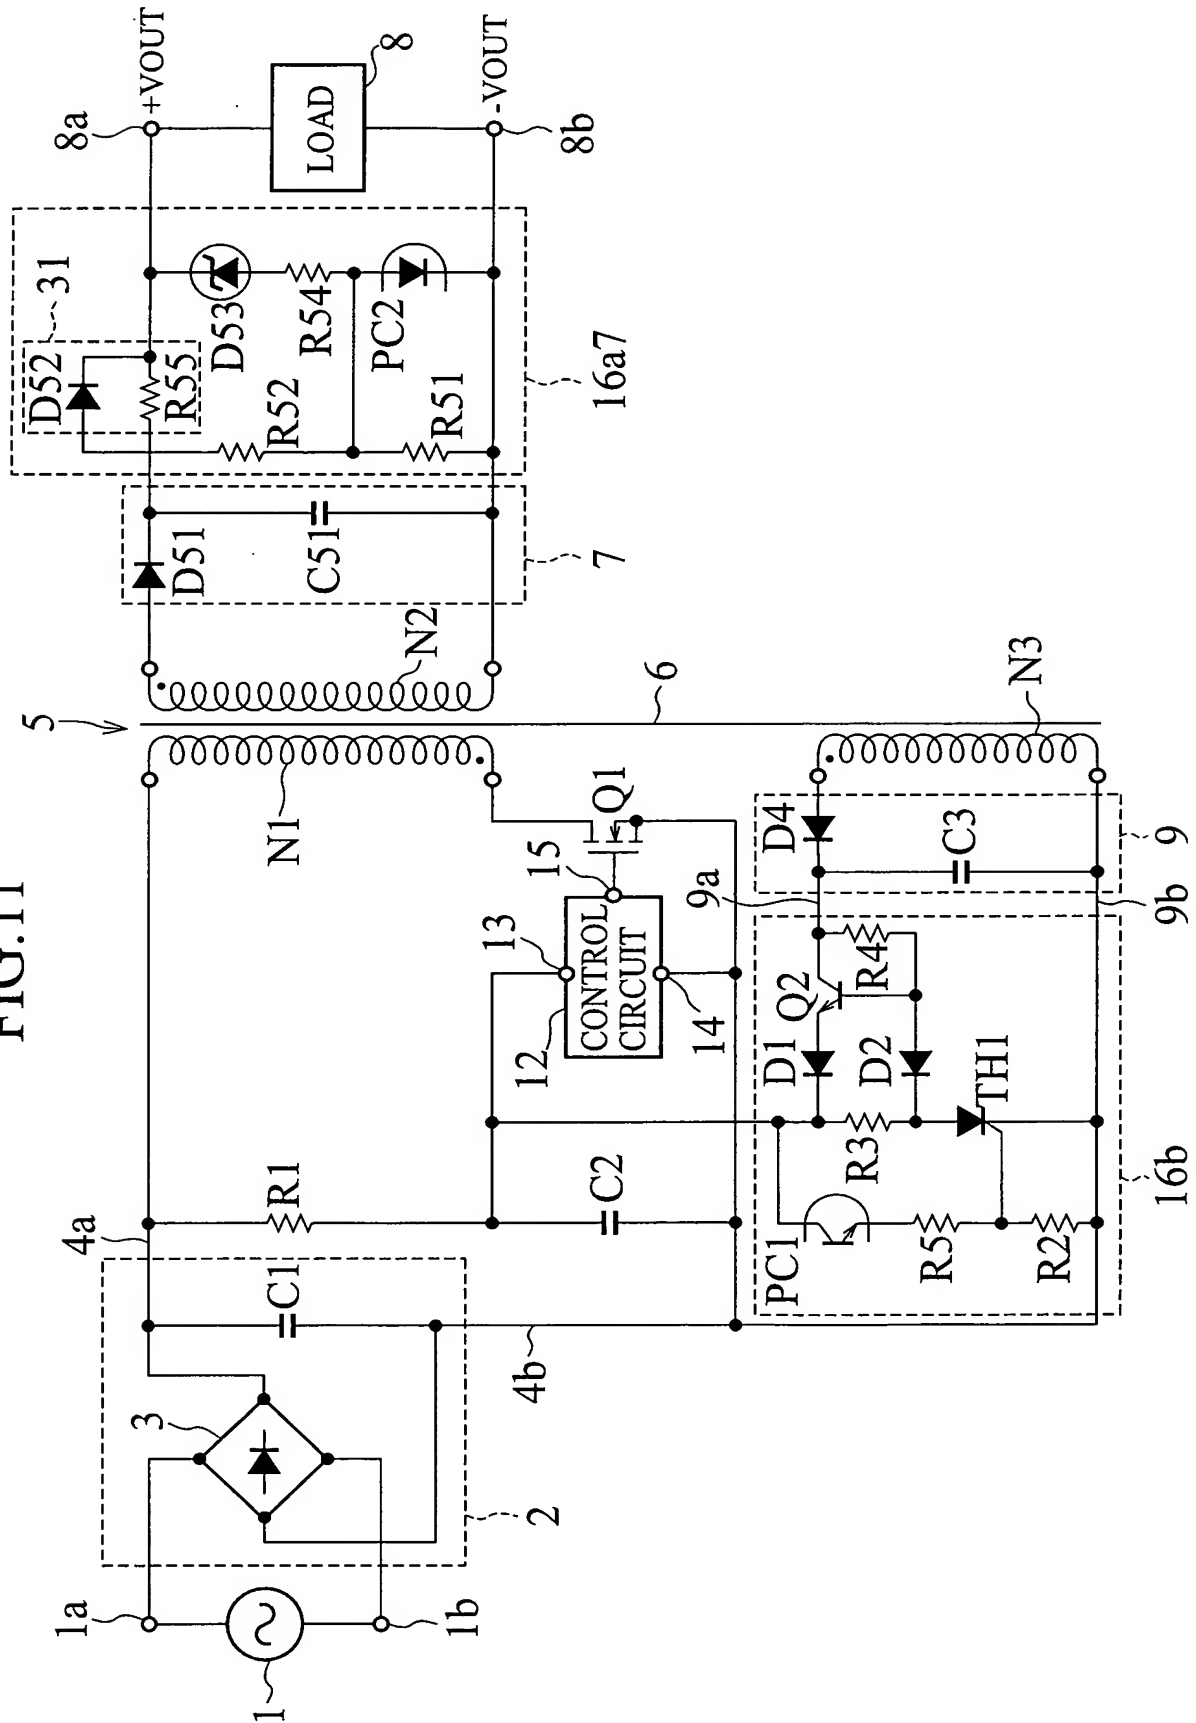 FIG.11
1
1a
1b
2
3
4a
4b
C1
R1
C2
5
N1
N2
6
N3
D51
C51
7
31
D52
R55
R52
R51
D53
R54
PC2
16a7
8a
+VOUT
LOAD
8
-VOUT
8b
Q1
15
13
CONTROL
CIRCUIT
12
14
9a
D4
C3
9
9b
Q2
R4
D1
D2
R3
TH1
PC1
R5
R2
16b